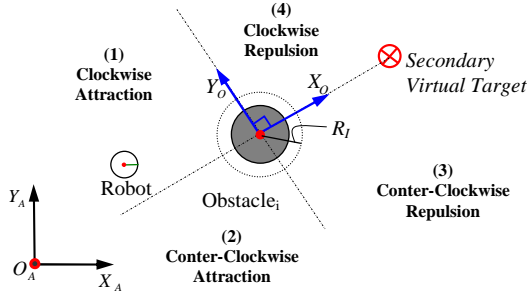 (4)
Clockwise
Repulsion
(1)
Clockwise
Attraction
Y_O
X_O
Secondary
Virtual Target
R_I
Robot
Obstacle_i
(3)
Conter-Clockwise
Repulsion
Y_A
O_A
X_A
(2)
Conter-Clockwise
Attraction